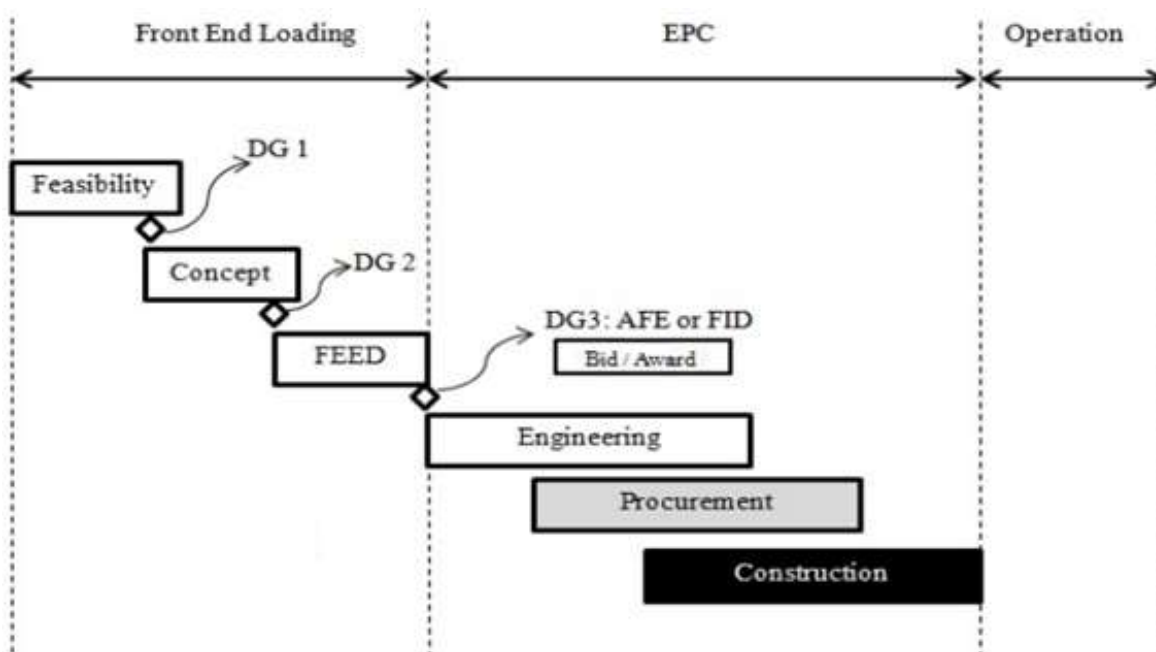 Front End Loading
EPC
Operation
DG 1
Feasibility
Concept
DG 2
DG3: AFE or FID
FEED
Bid / Award
Engineering
Procurement
Construction